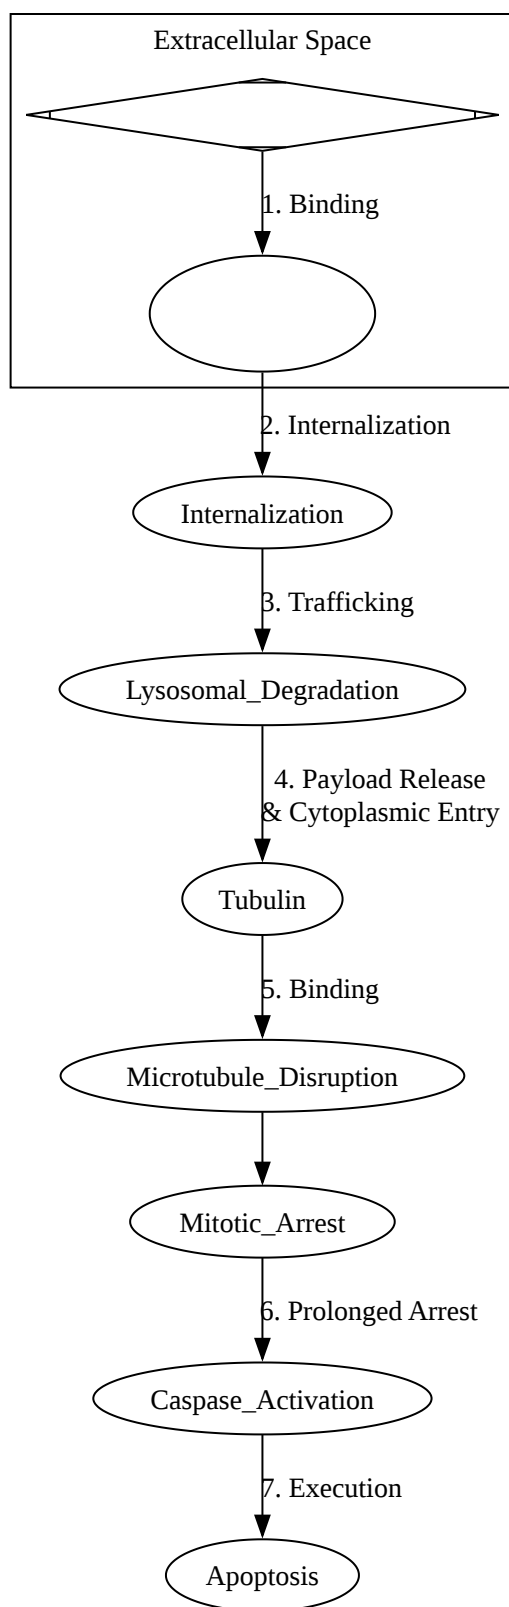 Extracellular Space
1. Binding
2. Internalization
Internalization
3. Trafficking
Lysosomal_Degradation
4. Payload Release
& Cytoplasmic Entry
Tubulin
5. Binding
Microtubule_Disruption
Mitotic_Arrest
6. Prolonged Arrest
Caspase_Activation
7. Execution
Apoptosis